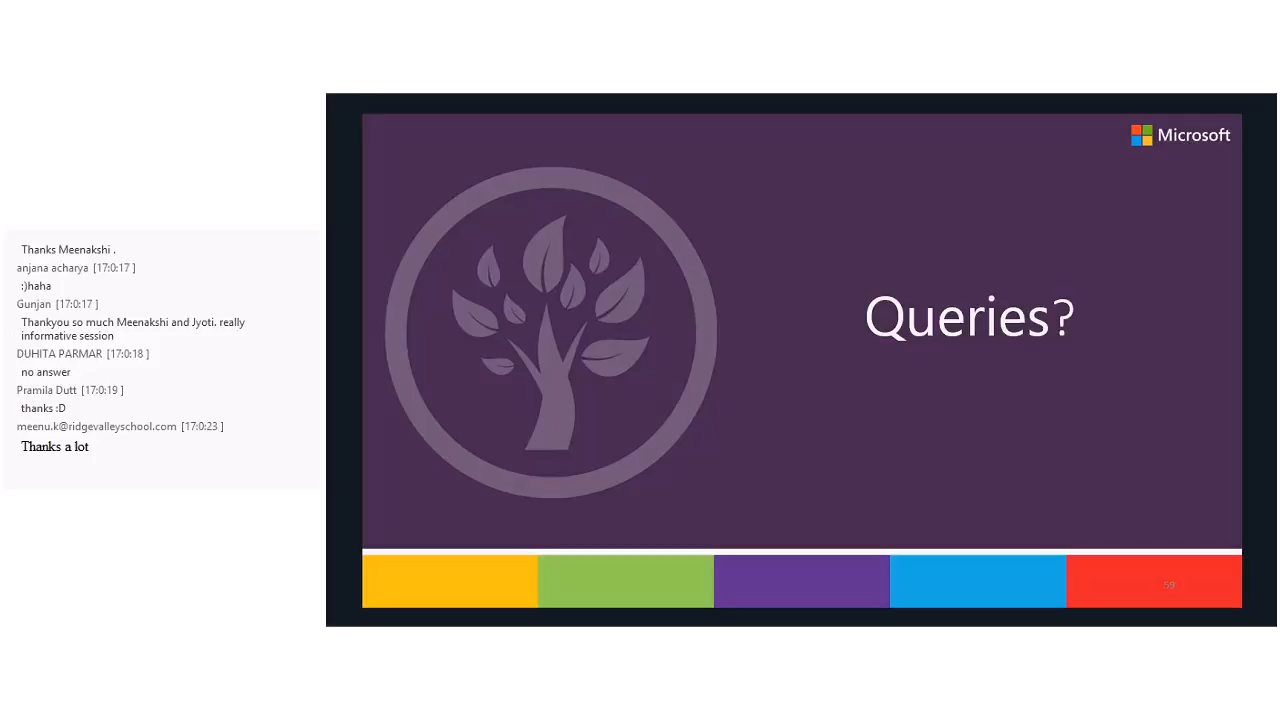 Thanks Meenakshi .
anjana acharya [17:0:17 ]
:)haha
Gunjan [17:0:17 ]
Thankyou so much Meenakshi and Jyoti. really
informative session
DUHITA PARMAR [17:0:18 ]
no answer
Pramila Dutt [17:0:19 ]
thanks :D
meenu.k@ridgevalleyschool.com [17:0:23 ]
Thanks a lot
Microsoft
Queries?
59